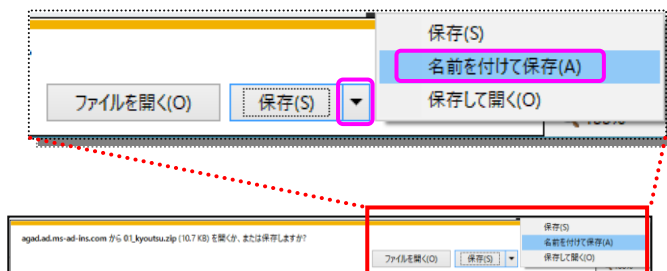 保存(S)
名前を付けて保存(A)
ファイルを開く(O) 保存(S) 保存して開く(O)
agad.ad.ms-ad-ins.com から 01_kyoutsu.zip (10.7 KB) を開くか、または保存しますか?
保存(S)
名前を付けて保存(A)
ファイルを開く(O) 保存(S) 保存して開く(O)